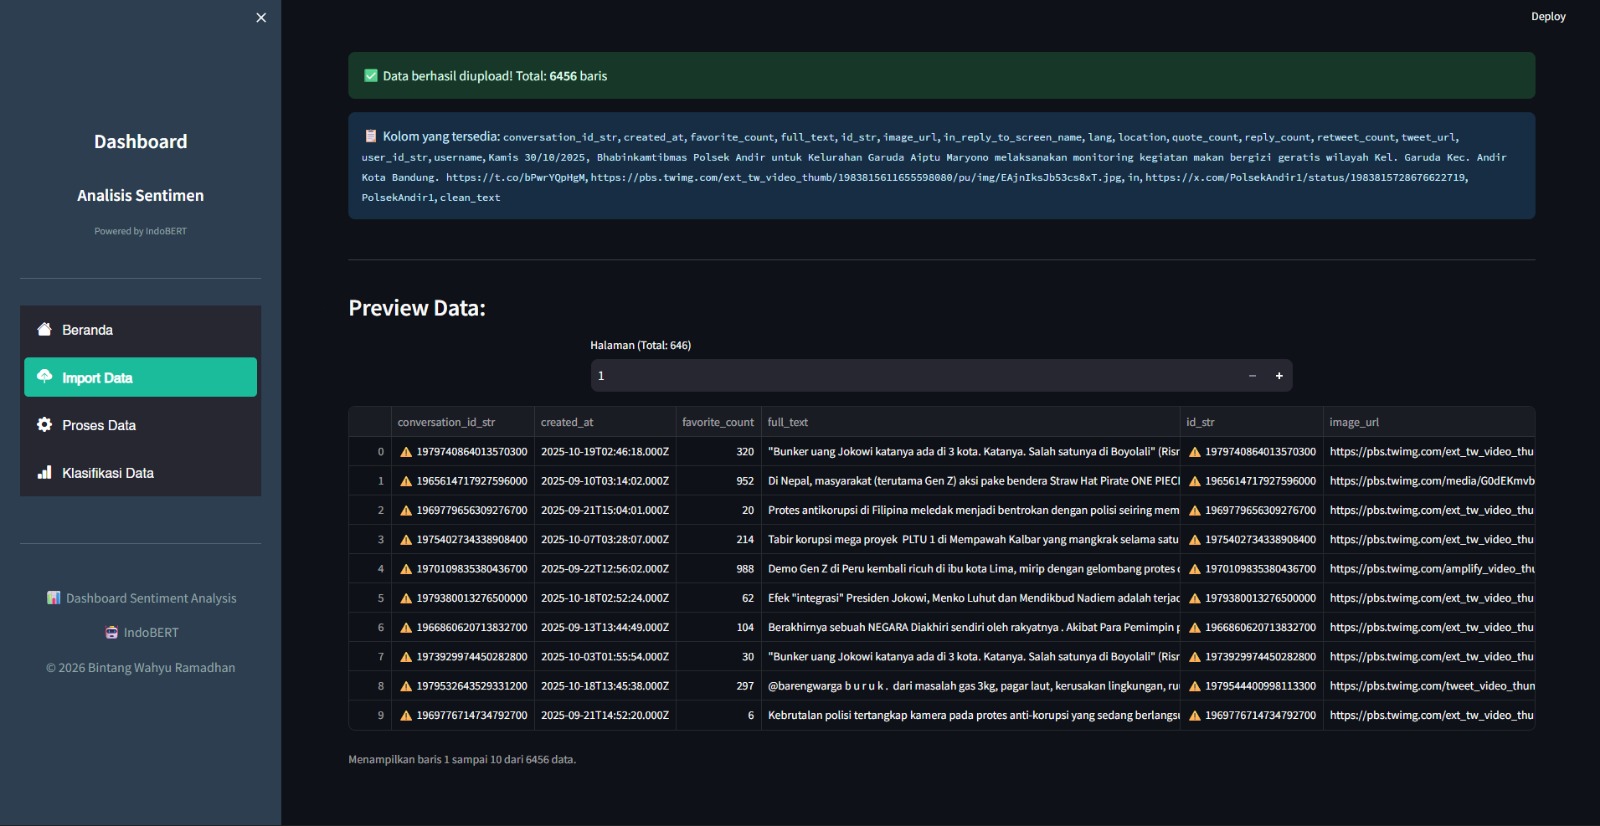 Deploy
Dashboard
Analisis Sentimen
Powered by IndoBERT
Beranda
Import Data
Proses Data
Klasifikasi Data
Dashboard Sentiment Analysis
IndoBERT
© 2026 Bintang Wahyu Ramadhan
Data berhasil diupload! Total: 6456 baris
Kolom yang tersedia: conversation_id_str, created_at, favorite_count, full_text, id_str, image_url, in_reply_to_screen_name, lang, location, quote_count, reply_count, retweet_count, tweet_url,
user_id_str, username, Kamis 30/10/2025, Bhabinkamtibmas Polsek Andir untuk Kelurahan Garuda Aiptu Maryono melaksanakan monitoring kegiatan makan bergizi geratis wilayah Kel. Garuda Kec. Andir
Kota Bandung. https://t.co/bPwrYQpHgM, https://pbs.twimg.com/ext_tw_video_thumb/1983815611655598080/pu/img/EAjnIksJb53cs8xT.jpg, in, https://x.com/PolsekAndir1/status/1983815728676622719,
PolsekAndir1, clean_text
Preview Data:
Halaman (Total: 646)
1
conversation_id_str created_at favorite_count full_text id_str image_url
0 1979740864013570300 2025-10-19T02:46:18.000Z 320 "Bunker uang Jokowi katanya ada di 3 kota. Katanya. Salah satunya di Boyolali" (Risr 1979740864013570300 https://pbs.twimg.com/ext_tw_video_thu
1 1965614717927596000 2025-09-10T03:14:02.000Z 952 Di Nepal, masyarakat (terutama Gen Z) aksi pake bendera Straw Hat Pirate ONE PIECI 1965614717927596000 https://pbs.twimg.com/media/G0dEKmvb
2 1969779656309276700 2025-09-21T15:04:01.000Z 20 Protes antikorupsi di Filipina meledak menjadi bentrokan dengan polisi seiring mem 1969779656309276700 https://pbs.twimg.com/ext_tw_video_thu
3 1975402734338908400 2025-10-07T03:28:07.000Z 214 Tabir korupsi mega proyek PLTU 1 di Mempawah Kalbar yang mangkrak selama satu 1975402734338908400 https://pbs.twimg.com/ext_tw_video_thu
4 1970109835380436700 2025-09-22T12:56:02.000Z 988 Demo Gen Z di Peru kembali ricuh di ibu kota Lima, mirip dengan gelombang protes 1970109835380436700 https://pbs.twimg.com/amplify_video_thu
5 1979380013276500000 2025-10-18T02:52:24.000Z 62 Efek "integrasi" Presiden Jokowi, Menko Luhut dan Mendikbud Nadiem adalah terjad 1979380013276500000 https://pbs.twimg.com/ext_tw_video_thu
6 1966860620713832700 2025-09-13T13:44:49.000Z 104 Berakhirnya sebuah NEGARA Diakhiri sendiri oleh rakyatnya . Akibat Para Pemimpin p 1966860620713832700 https://pbs.twimg.com/ext_tw_video_thu
7 1973929974450282800 2025-10-03T01:55:54.000Z 30 "Bunker uang Jokowi katanya ada di 3 kota. Katanya. Salah satunya di Boyolali" (Risr 1973929974450282800 https://pbs.twimg.com/ext_tw_video_thu
8 1979532643529331200 2025-10-18T13:45:38.000Z 297 @barengwarga b u r u k . dari masalah gas 3kg, pagar laut, kerusakan lingkungan, ru 1979544400998113300 https://pbs.twimg.com/tweet_video_thun
9 1969776714734792700 2025-09-21T14:52:20.000Z 6 Kebrutalan polisi tertangkap kamera pada protes anti-korupsi yang sedang berlangsu 1969776714734792700 https://pbs.twimg.com/ext_tw_video_thu
Menampilkan baris 1 sampai 10 dari 6456 data.